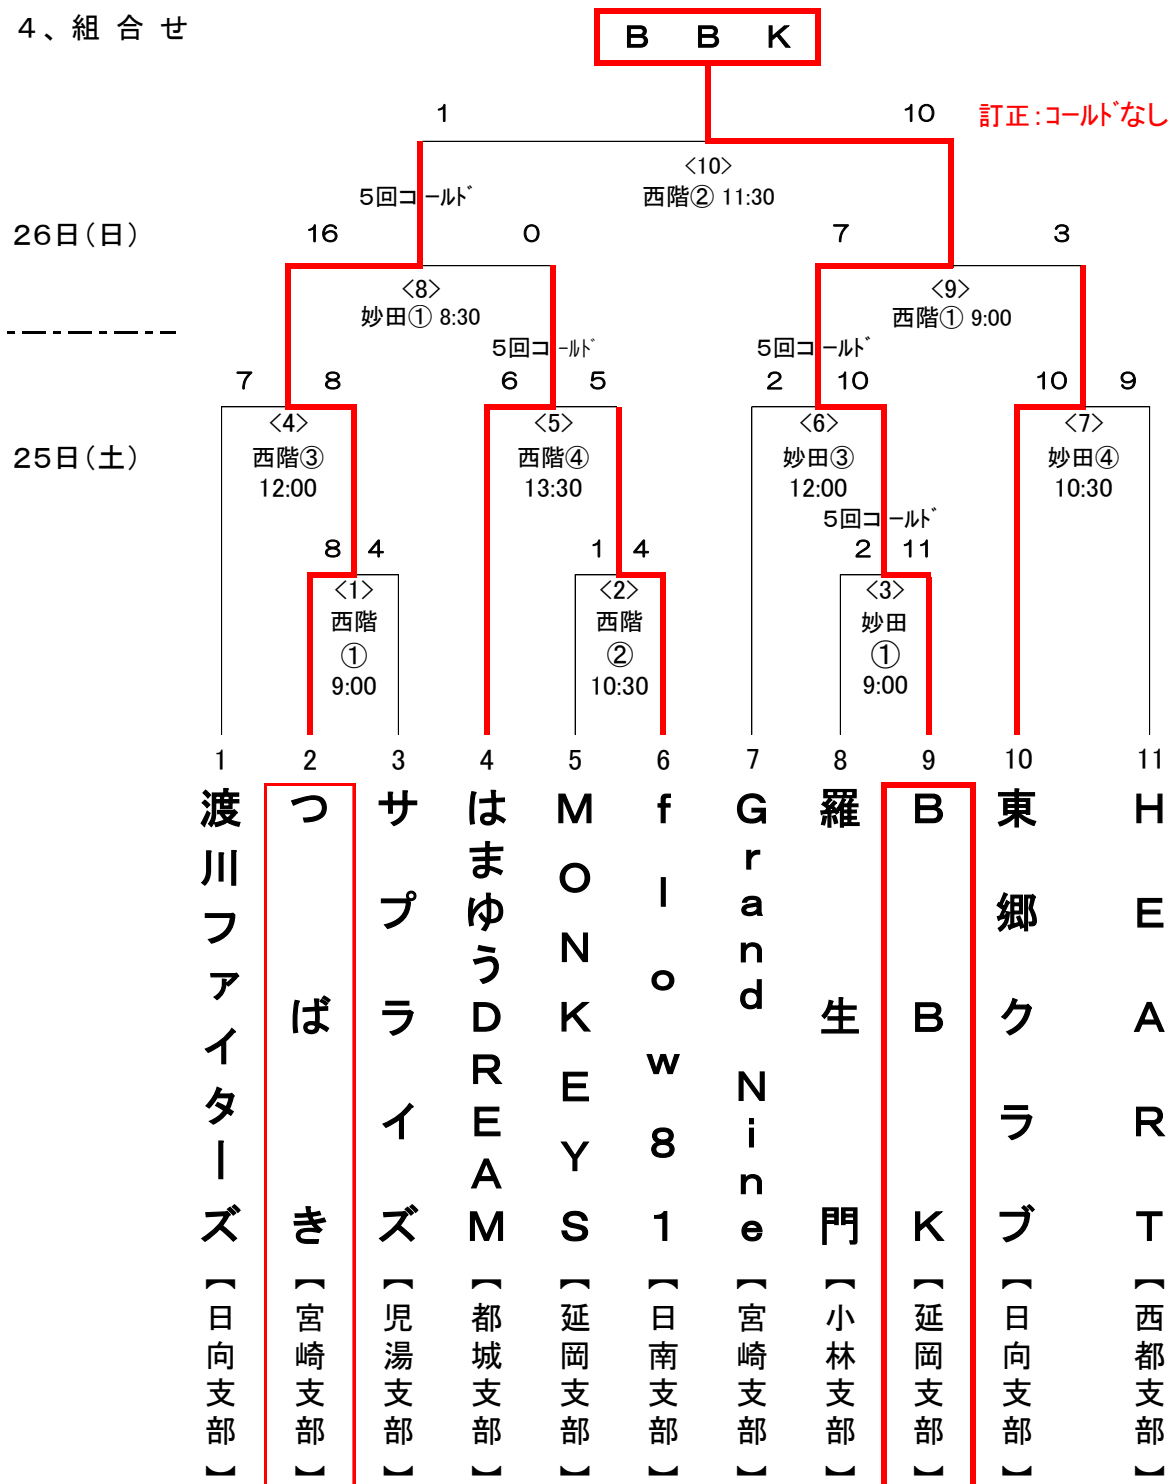 ４、組 合 せ
Ｂ Ｂ Ｋ
1 10 訂正：ｺｰﾙﾄﾞなし
<10>
５回コｰﾙﾄﾞ 西階② 11:30
26日（日） 16 0 7 3
<8> <9>
妙田① 8:30 西階① 9:00
５回コｰﾙﾄﾞ ５回コｰﾙﾄﾞ
7 8 6 5 2 10 10 9
<4> <5> <6> <7>
25日（土） 西階③ 西階④ 妙田③ 妙田④
12:00 13:30 12:00 10:30
５回コｰﾙﾄﾞ
8 4 1 4 2 11
<1> <2> <3>
西階 西階 妙田
① ② ①
9:00 10:30 9:00
1 2 3 4 5 6 7 8 9 10 11
渡川ファイターズ
つばき
サプライズ
はまゆうＤＲＥＡＭ
ＭＯＮＫＥＹＳ
ｆｌｏｗ８１
Ｇｒａｎｄ Ｎｉｎｅ
羅生門
ＢＢＫ
東郷クラブ
ＨＥＡＲＴ
【日向支部】
【宮崎支部】
【児湯支部】
【都城支部】
【延岡支部】
【日南支部】
【宮崎支部】
【小林支部】
【延岡支部】
【日向支部】
【西都支部】